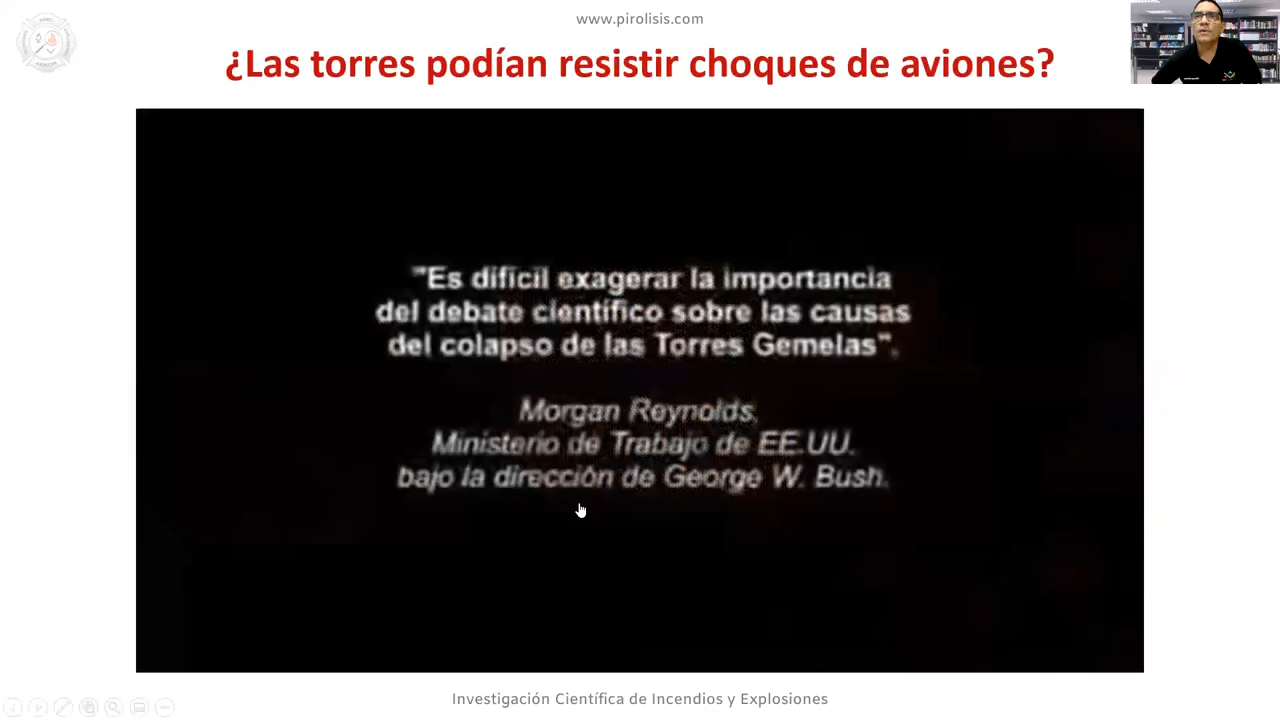 www.pirolisis.com
¿Las torres podían resistir choques de aviones?
"Es difícil exagerar la importancia
del debate científico sobre las causas
del colapso de las Torres Gemelas".
Morgan Reynolds,
Ministerio de Trabajo de EE.UU.
bajo la dirección de George W. Bush.
Investigación Científica de Incendios y Explosiones